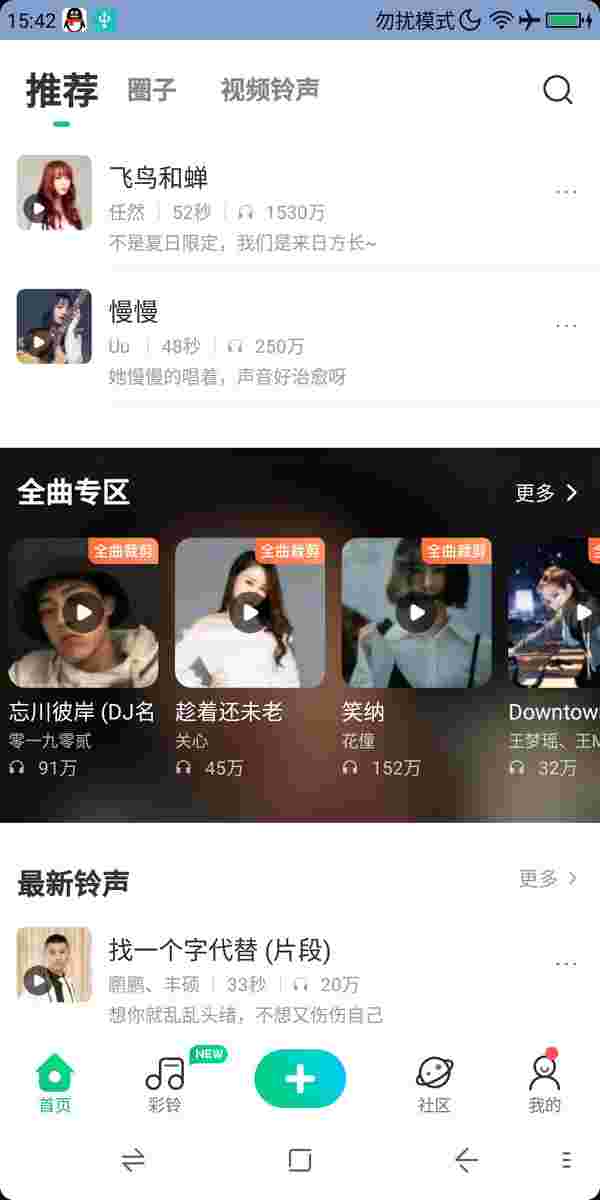 15:42 勿扰模式
推荐 圈子 视频铃声
飞鸟和蝉
任然 52秒 1530万
不是夏日限定，我们是来日方长~
慢慢
Uu 48秒 250万
她慢慢的唱着，声音好治愈呀
全曲专区 更多
全曲裁剪 全曲裁剪 全曲裁剪 全
忘川彼岸 (DJ名 趁着还未老 笑纳 Downtow
零一九零贰 关心 花僮 王梦瑶、王M
91万 45万 152万 32万
最新铃声 更多
找一个字代替 (片段)
鹏、丰硕 33秒 20万
想你就乱乱头绪，不想又伤伤自己
NEW
首页 彩铃 社区 我的